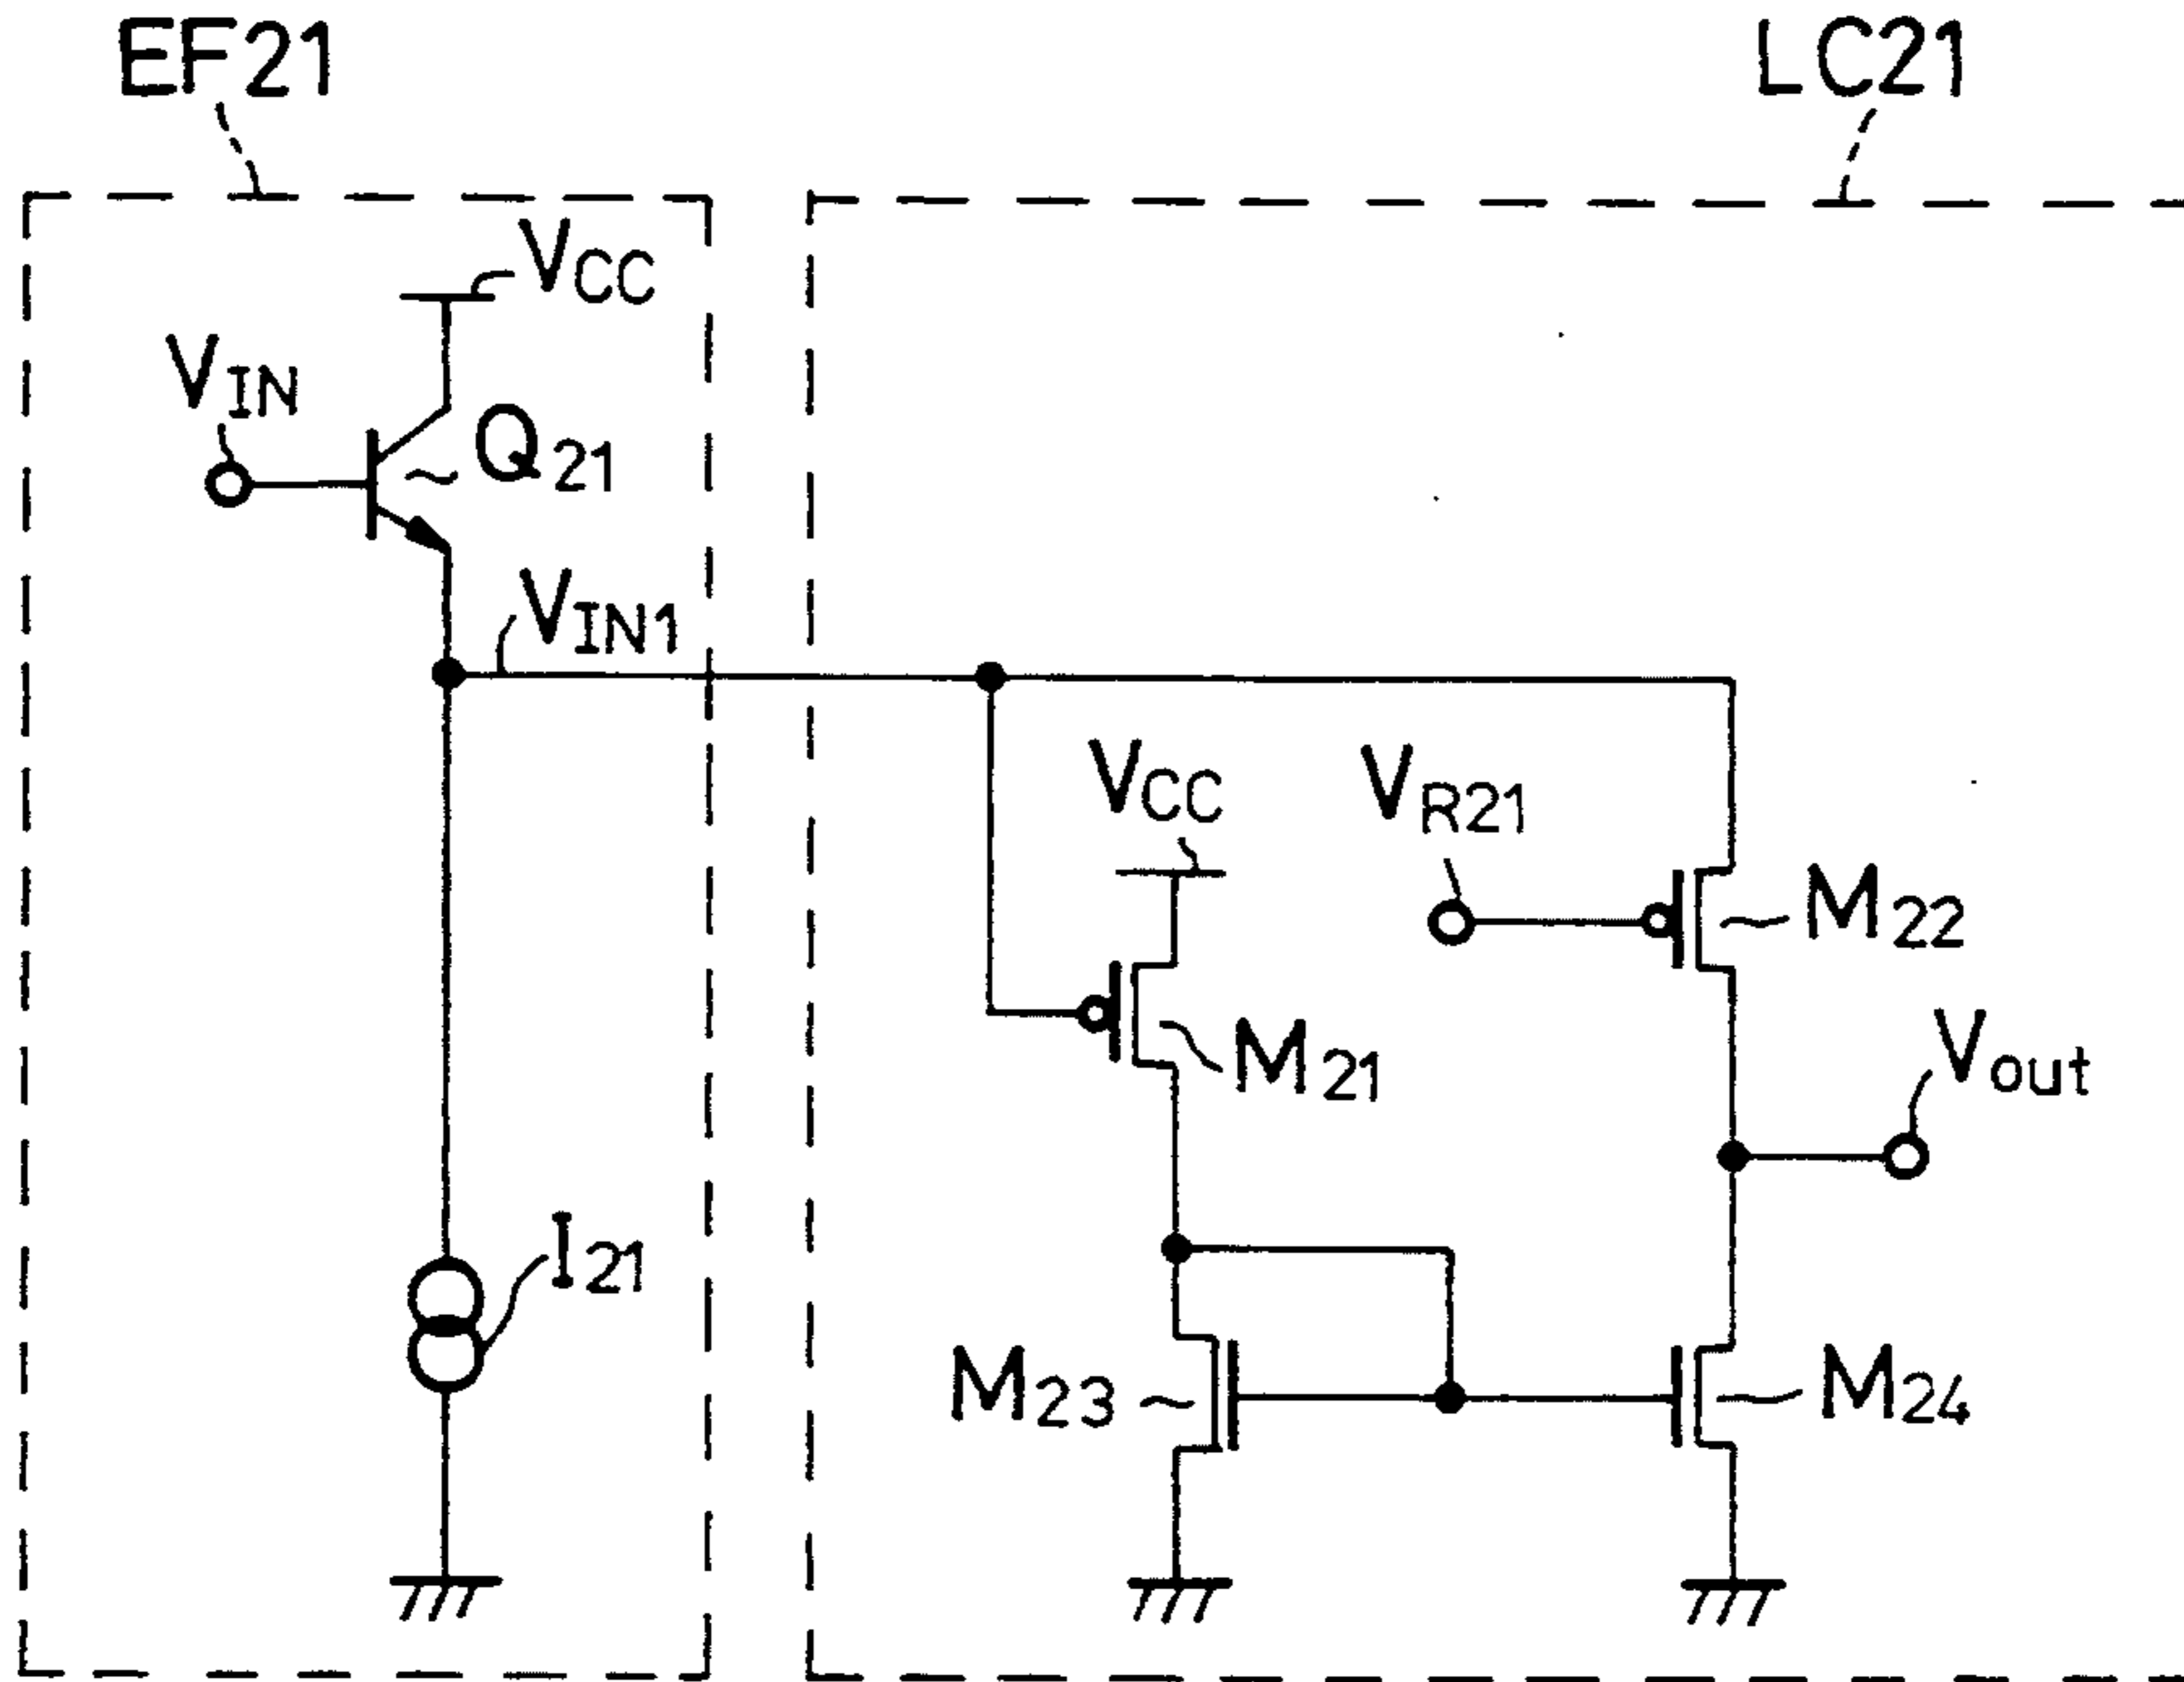 EF21
LC21
VCC
VIN
Q21
VIN1
VCC
VR21
M22
M21
Vout
I21
M23
M24